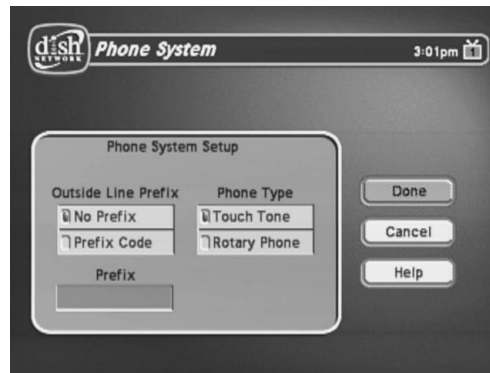 dish
NETWORK
Phone System
3:01pm
1
Phone System Setup
Outside Line Prefix
Phone Type
No Prefix
Touch Tone
Prefix Code
Rotary Phone
Prefix
Done
Cancel
Help